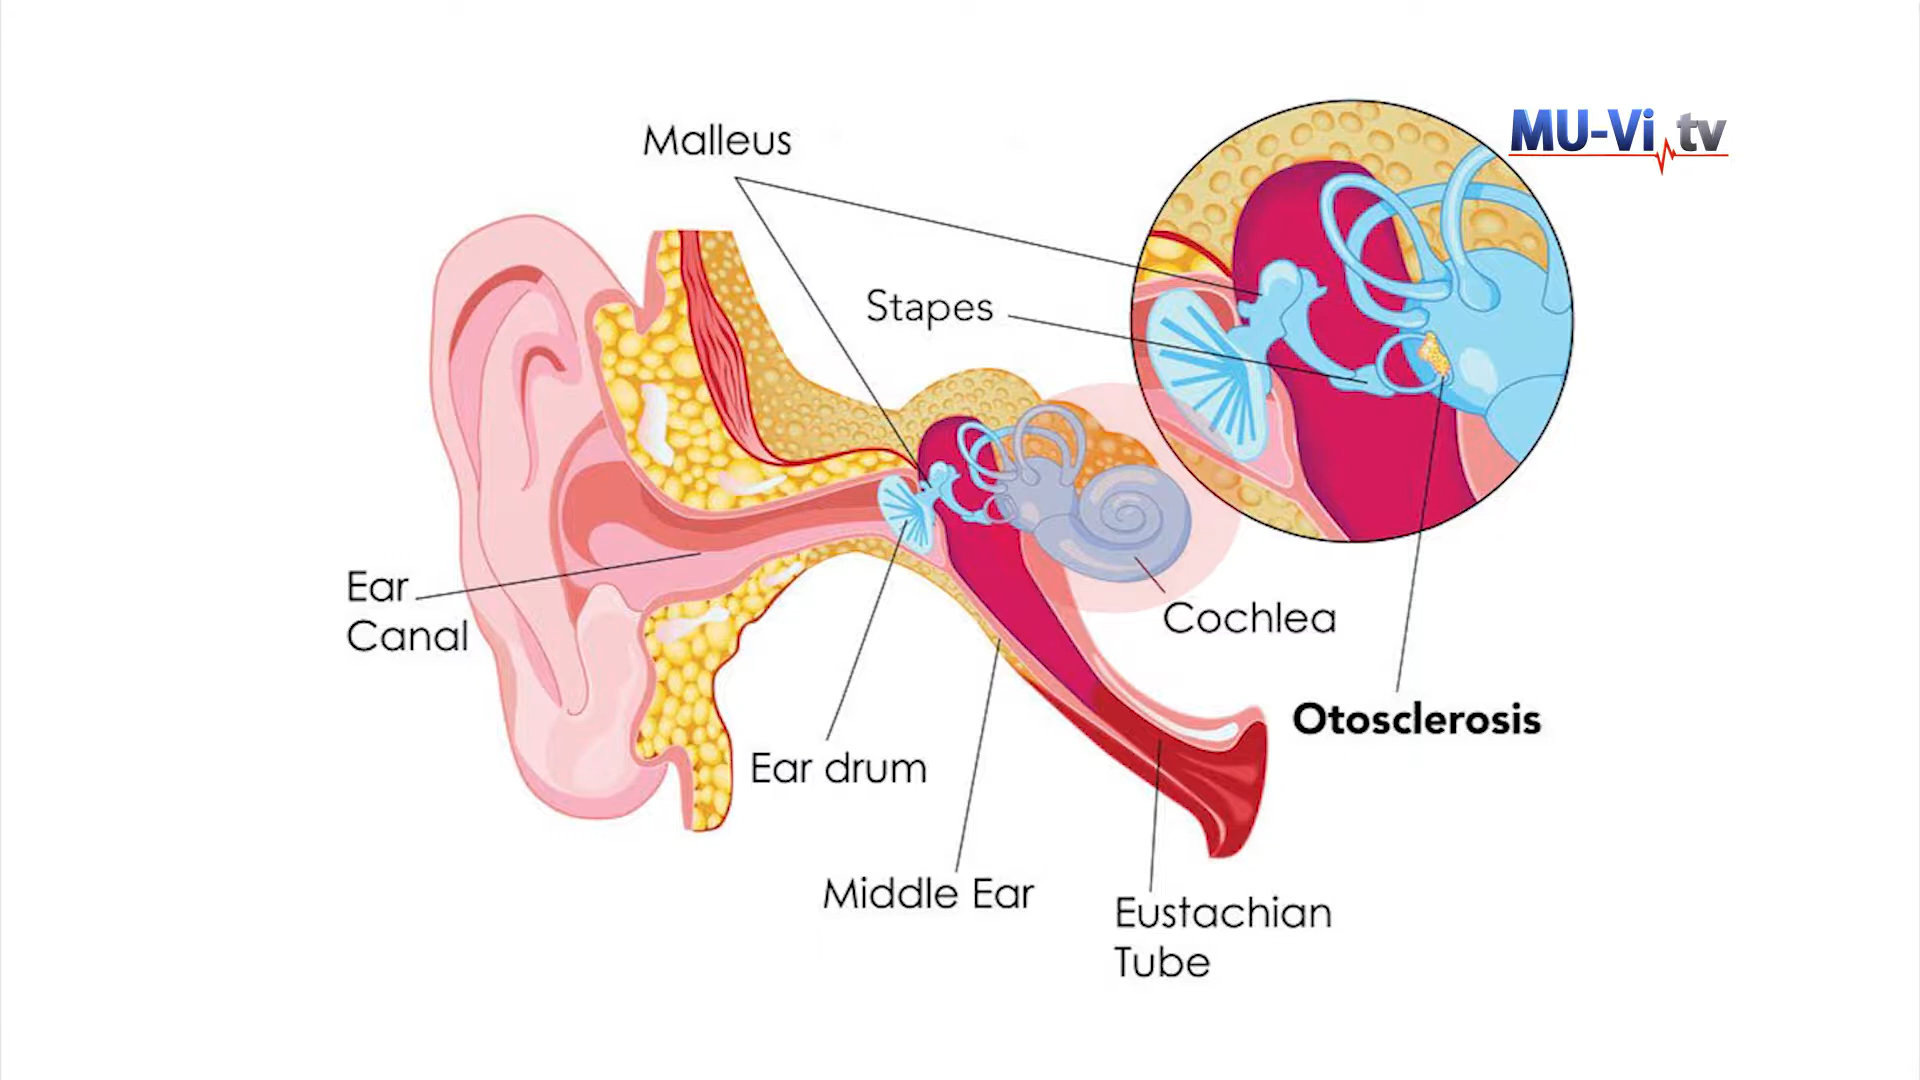 MU-Vi tv
Malleus
Stapes
Ear
Canal
Cochlea
Otosclerosis
Ear drum
Middle Ear
Eustachian
Tube